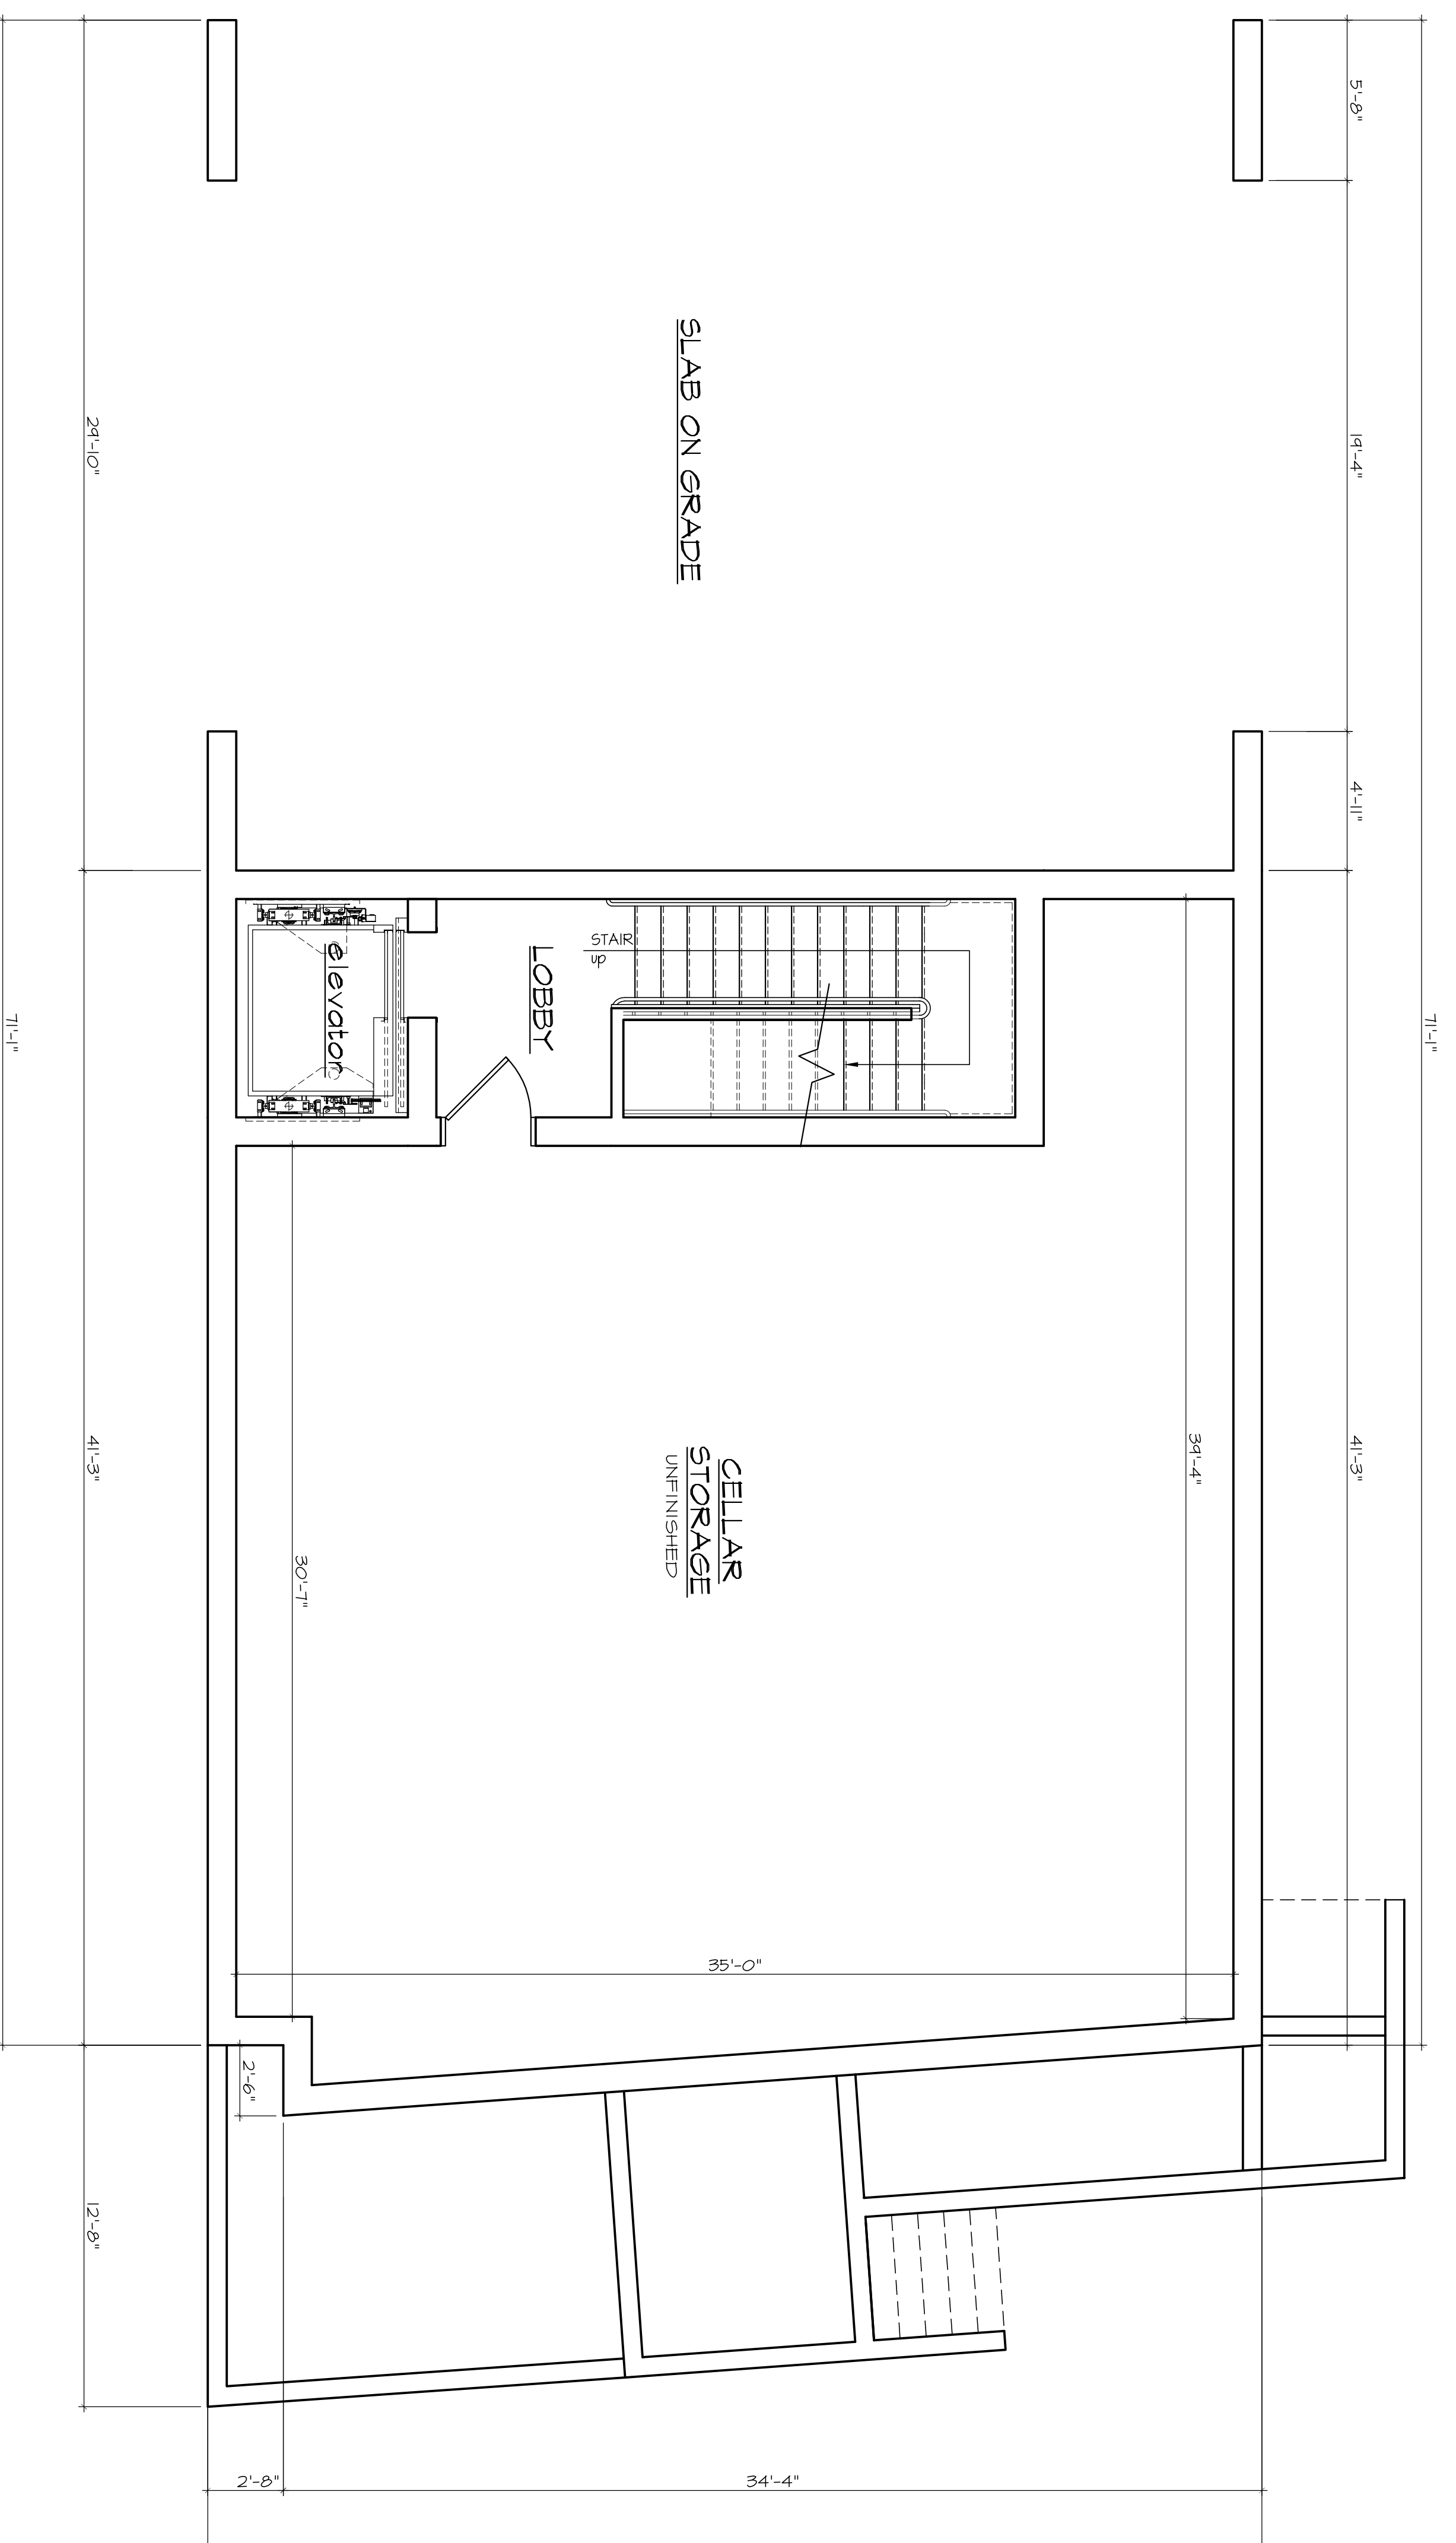 5'-8"
19'-4"
4'-11"
41'-3"
71'-1"
SLAB ON GRADE
29'-10"
41'-3"
12'-8"
71'-1"
STAIR
up
LOBBY
elevator
39'-4"
CELLAR
STORAGE
UNFINISHED
30'-7"
35'-0"
2'-6"
2'-8"
34'-4"